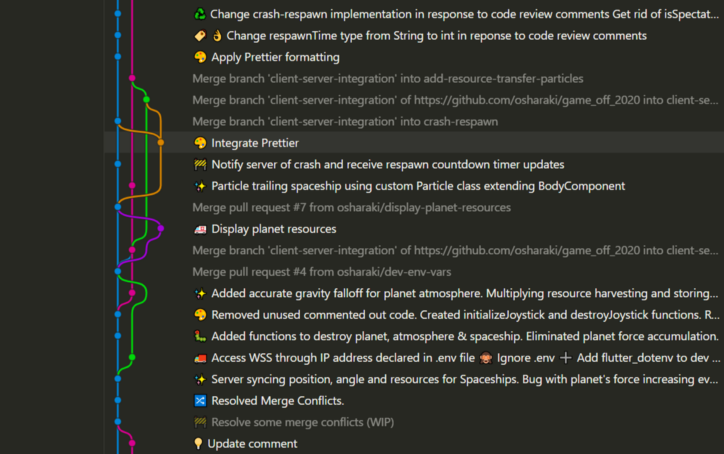 ♻️ Change crash-respawn implementation in response to code review comments Get rid of isSpectat...
🏷️ 👌 Change respawnTime type from String to int in reponse to code review comments
🎨 Apply Prettier formatting
Merge branch 'client-server-integration' into add-resource-transfer-particles
Merge branch 'client-server-integration' of https://github.com/osharaki/game_off_2020 into client-se...
Merge branch 'client-server-integration' into crash-respawn
🎨 Integrate Prettier
🚧 Notify server of crash and receive respawn countdown timer updates
✨ Particle trailing spaceship using custom Particle class extending BodyComponent
Merge pull request #7 from osharaki/display-planet-resources
🚑 Display planet resources
Merge branch 'client-server-integration' of https://github.com/osharaki/game_off_2020 into client-se...
Merge pull request #4 from osharaki/dev-env-vars
✨ Added accurate gravity falloff for planet atmosphere. Multiplying resource harvesting and storing...
🎨 Removed unused commented out code. Created initializeJoystick and destroyJoystick functions. R...
🐛 Added functions to destroy planet, atmosphere & spaceship. Eliminated planet force accumulation.
🚚 Access WSS through IP address declared in .env file 🙈 Ignore .env ➕ Add flutter_dotenv to dev ...
✨ Server syncing position, angle and resources for Spaceships. Bug with planet's force increasing ev...
🔀 Resolved Merge Conflicts.
🚧 Resolve some merge conflicts (WIP)
💡 Update comment